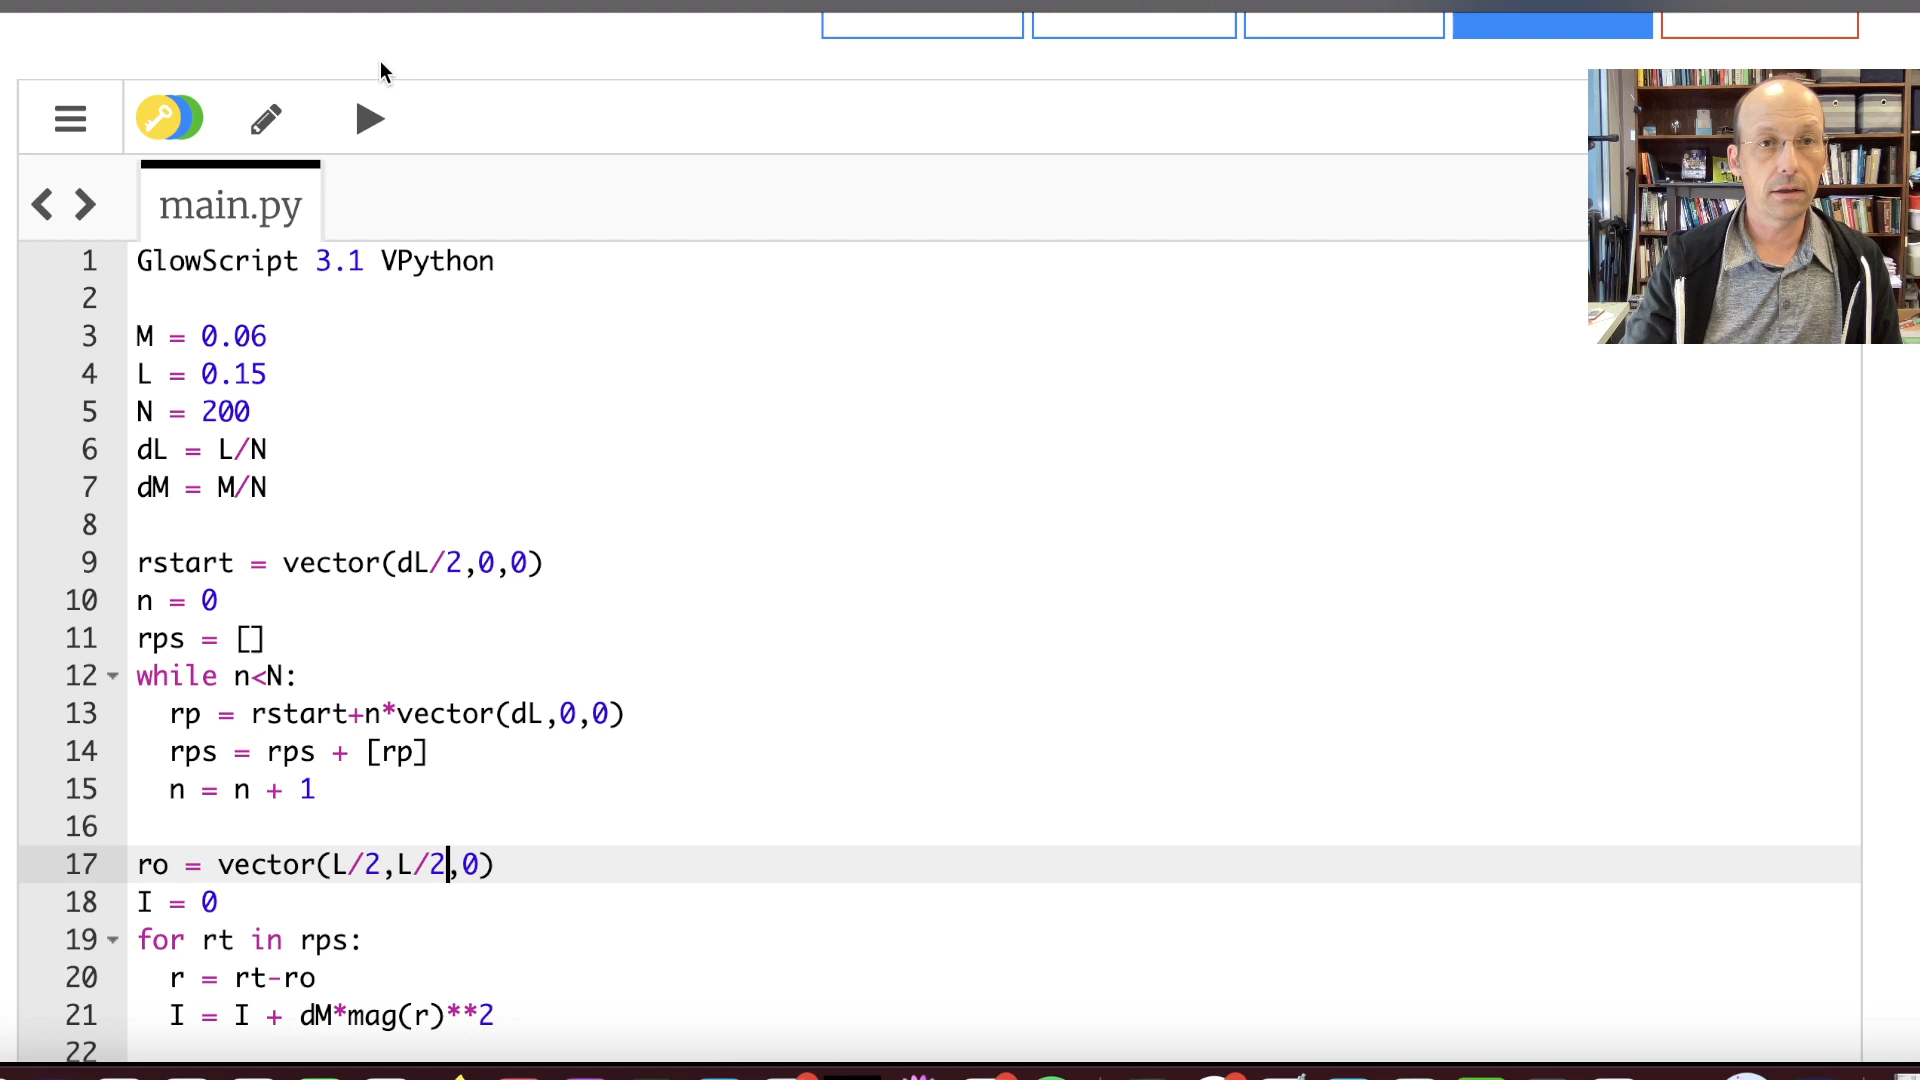 main.py
1 GlowScript 3.1 VPython
2
3 M = 0.06
4 L = 0.15
5 N = 200
6 dL = L/N
7 dM = M/N
8
9 rstart = vector(dL/2,0,0)
10 n = 0
11 rps = []
12 while n<N:
13   rp = rstart+n*vector(dL,0,0)
14   rps = rps + [rp]
15   n = n + 1
16
17 ro = vector(L/2,L/2,0)
18 I = 0
19 for rt in rps:
20   r = rt-ro
21   I = I + dM*mag(r)**2
22